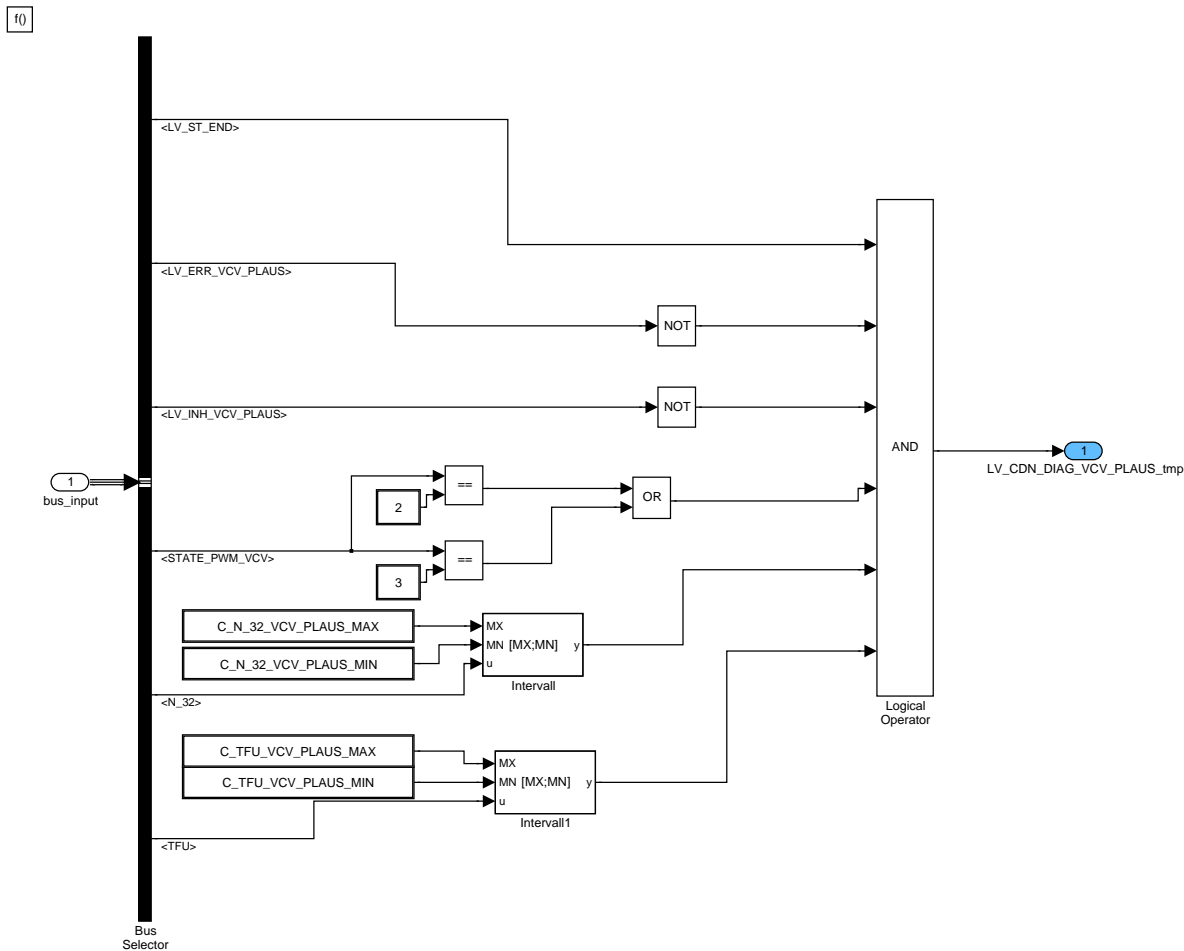 f()
<LV_ST_END>
<LV_ERR_VCV_PLAUS>
NOT
<LV_INH_VCV_PLAUS>
NOT
AND
1
LV_CDN_DIAG_VCV_PLAUS_tmp
1
bus_input
==
2
OR
<STATE_PWM_VCV>
==
3
C_N_32_VCV_PLAUS_MAX
MX
C_N_32_VCV_PLAUS_MIN
MN [MX;MN] y
u
Intervall
<N_32>
Logical
Operator
C_TFU_VCV_PLAUS_MAX
MX
C_TFU_VCV_PLAUS_MIN
MN [MX;MN] y
u
Intervall1
<TFU>
Bus
Selector